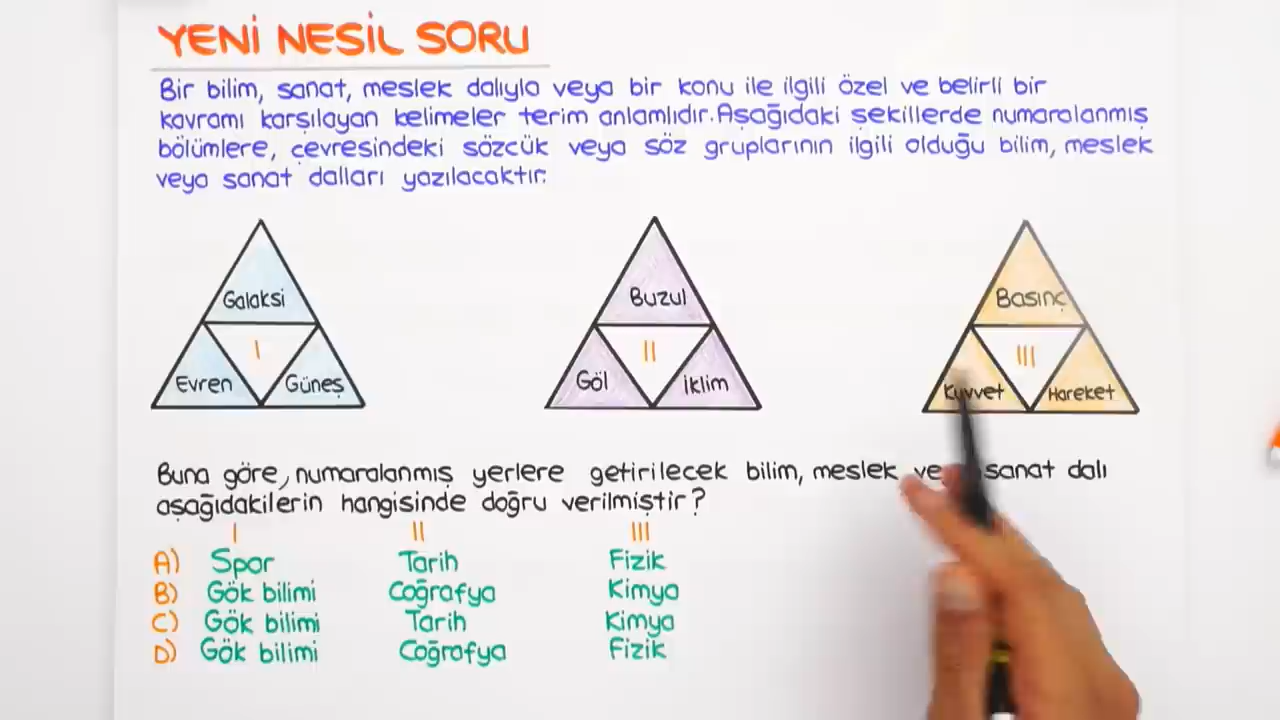 YENİ NESİL SORU
Bir bilim, sanat, meslek dalıyla veya bir konu ile ilgili özel ve belirli bir
kavramı karşılayan kelimeler terim anlamlıdır. Aşağıdaki şekillerde numaralanmış
bölümlere, çevresindeki sözcük veya söz gruplarının ilgili olduğu bilim, meslek
veya sanat dalları yazılacaktır.
Galaksi
Evren I Güneş
Buzul
Göl II İklim
Basınç
Kuvvet III Hareket
Buna göre, numaralanmış yerlere getirilecek bilim, meslek sanat dalı
aşağıdakilerin hangisinde doğru verilmiştir?
I II III
A) Spor Tarih Fizik
B) Gök bilimi Coğrafya Kimya
C) Gök bilimi Tarih Kimya
D) Gök bilimi Coğrafya Fizik